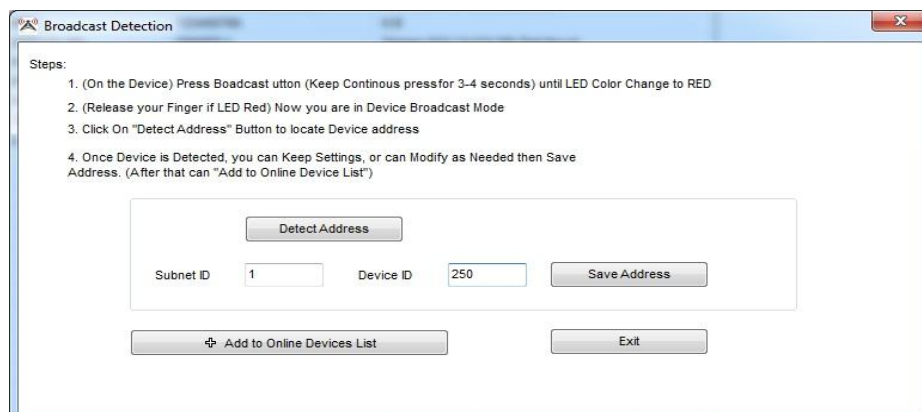 Broadcast Detection
Steps:
1. (On the Device) Press Boadcast utton (Keep Continous pressfor 3-4 seconds) until LED Color Change to RED
2. (Release your Finger if LED Red) Now you are in Device Broadcast Mode
3. Click On "Detect Address" Button to locate Device address
4. Once Device is Detected, you can Keep Settings, or can Modify as Needed then Save
Address. (After that can "Add to Online Device List")
Detect Address
Subnet ID 1 Device ID 250 Save Address
Add to Online Devices List Exit